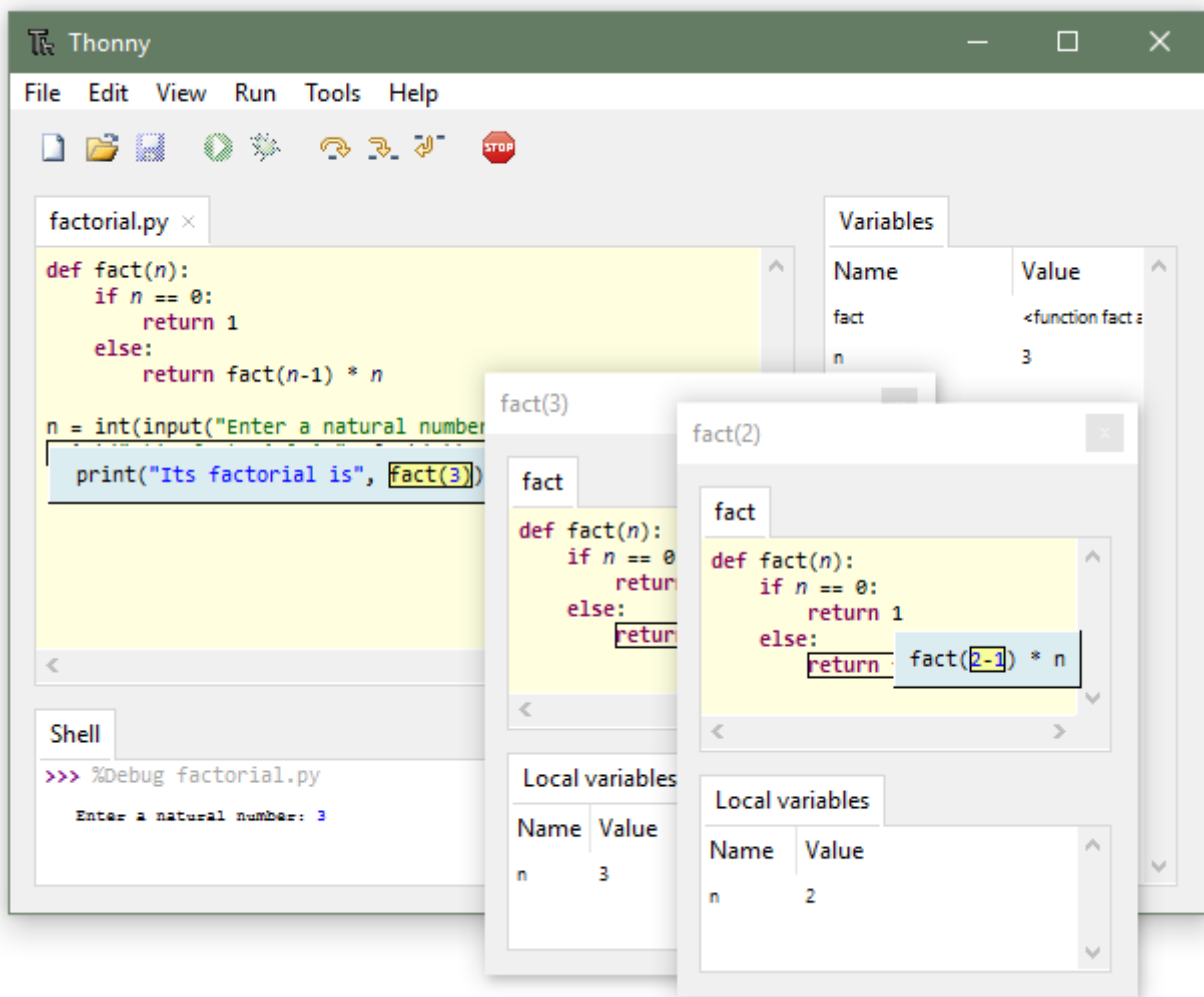 Thonny
File Edit View Run Tools Help
STOP
factorial.py
def fact(n):
    if n == 0:
        return 1
    else:
        return fact(n-1) * n
n = int(input("Enter a natural number
print("Its factorial is", fact(3))
Shell
>>> %Debug factorial.py
Enter a natural number: 3
Variables
Name Value
fact <function fact a
n 3
fact(3)
fact
def fact(n):
    if n == 0
        retur
    else:
        retur
Local variables
Name Value
n 3
fact(2)
x
fact
def fact(n):
    if n == 0:
        return 1
    else:
        return fact(2-1) * n
Local variables
Name Value
n 2